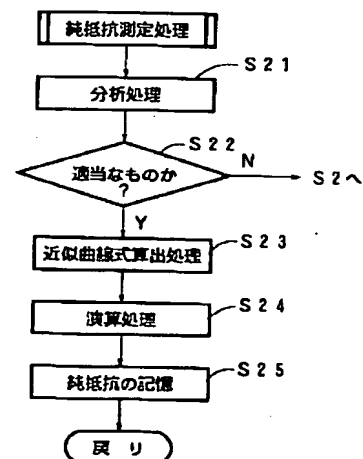 純抵抗測定処理
S21
分析処理
S22
適当なものか
?
N
S2へ
Y
S23
近似曲線式算出処理
S24
演算処理
S25
純抵抗の記憶
戻り